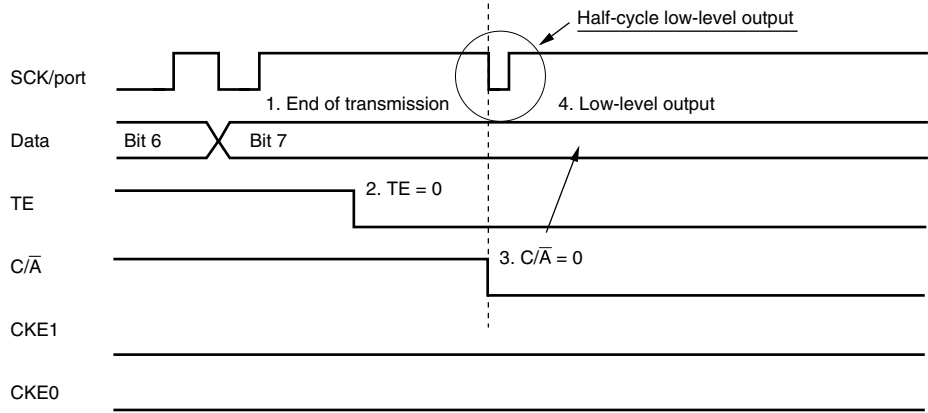 Half-cycle low-level output
SCK/port
1. End of transmission
4. Low-level output
Data
Bit 6
Bit 7
TE
2. TE = 0
C/A̅
3. C/A̅ = 0
CKE1
CKE0